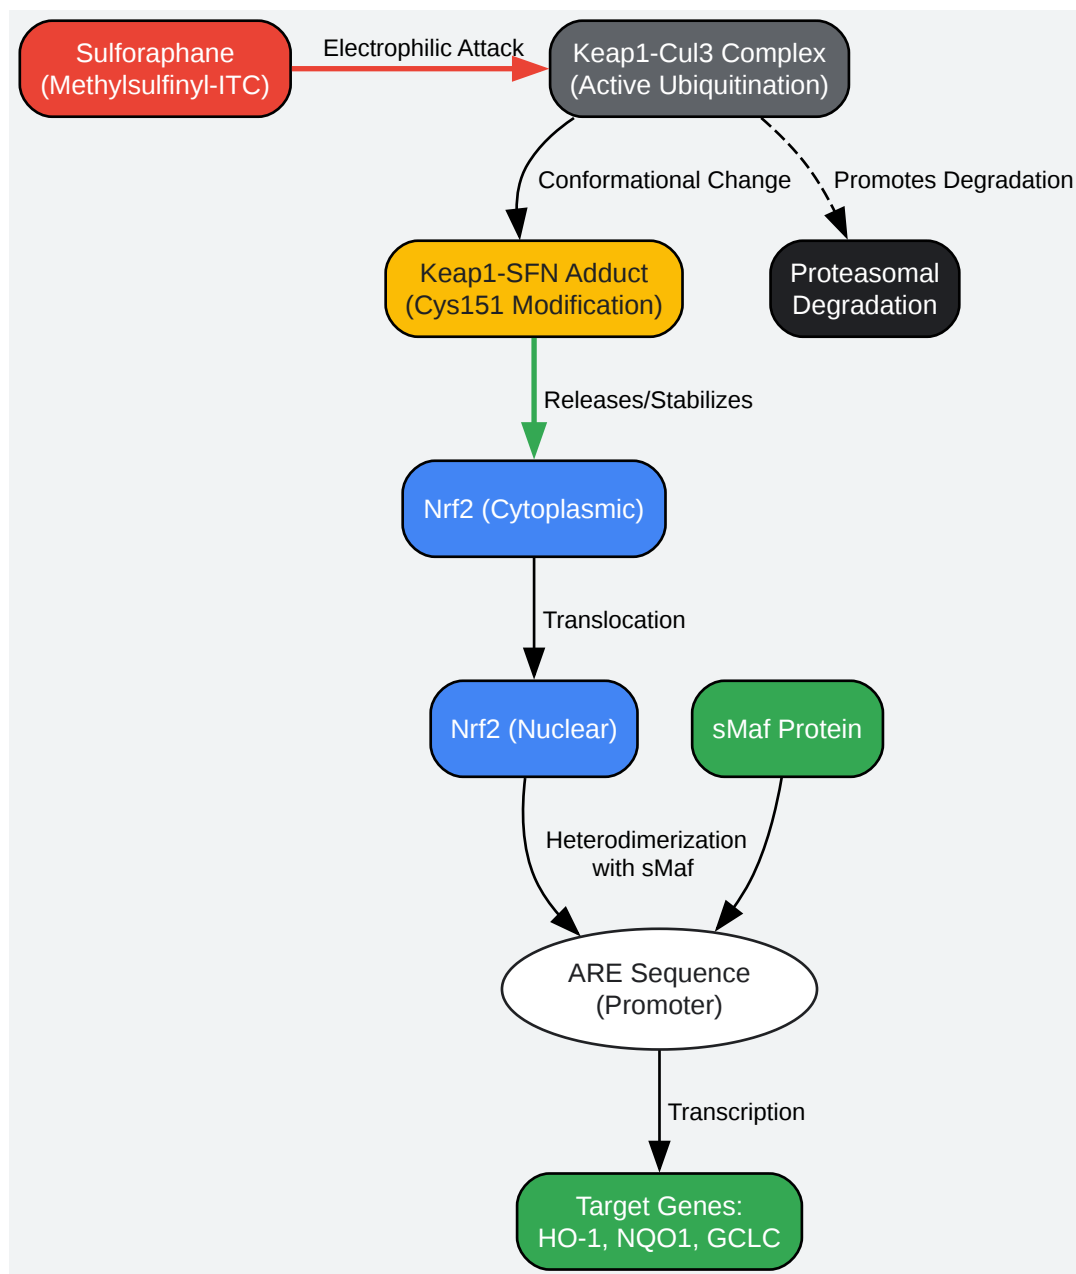 Sulforaphane
(Methylsulfinyl-ITC)
Electrophilic Attack
Keap1-Cul3 Complex
(Active Ubiquitination)
Conformational Change
Promotes Degradation
Keap1-SFN Adduct
(Cys151 Modification)
Proteasomal
Degradation
Releases/Stabilizes
Nrf2 (Cytoplasmic)
Translocation
Nrf2 (Nuclear)
sMaf Protein
Heterodimerization
with sMaf
ARE Sequence
(Promoter)
Transcription
Target Genes:
HO-1, NQO1, GCLC